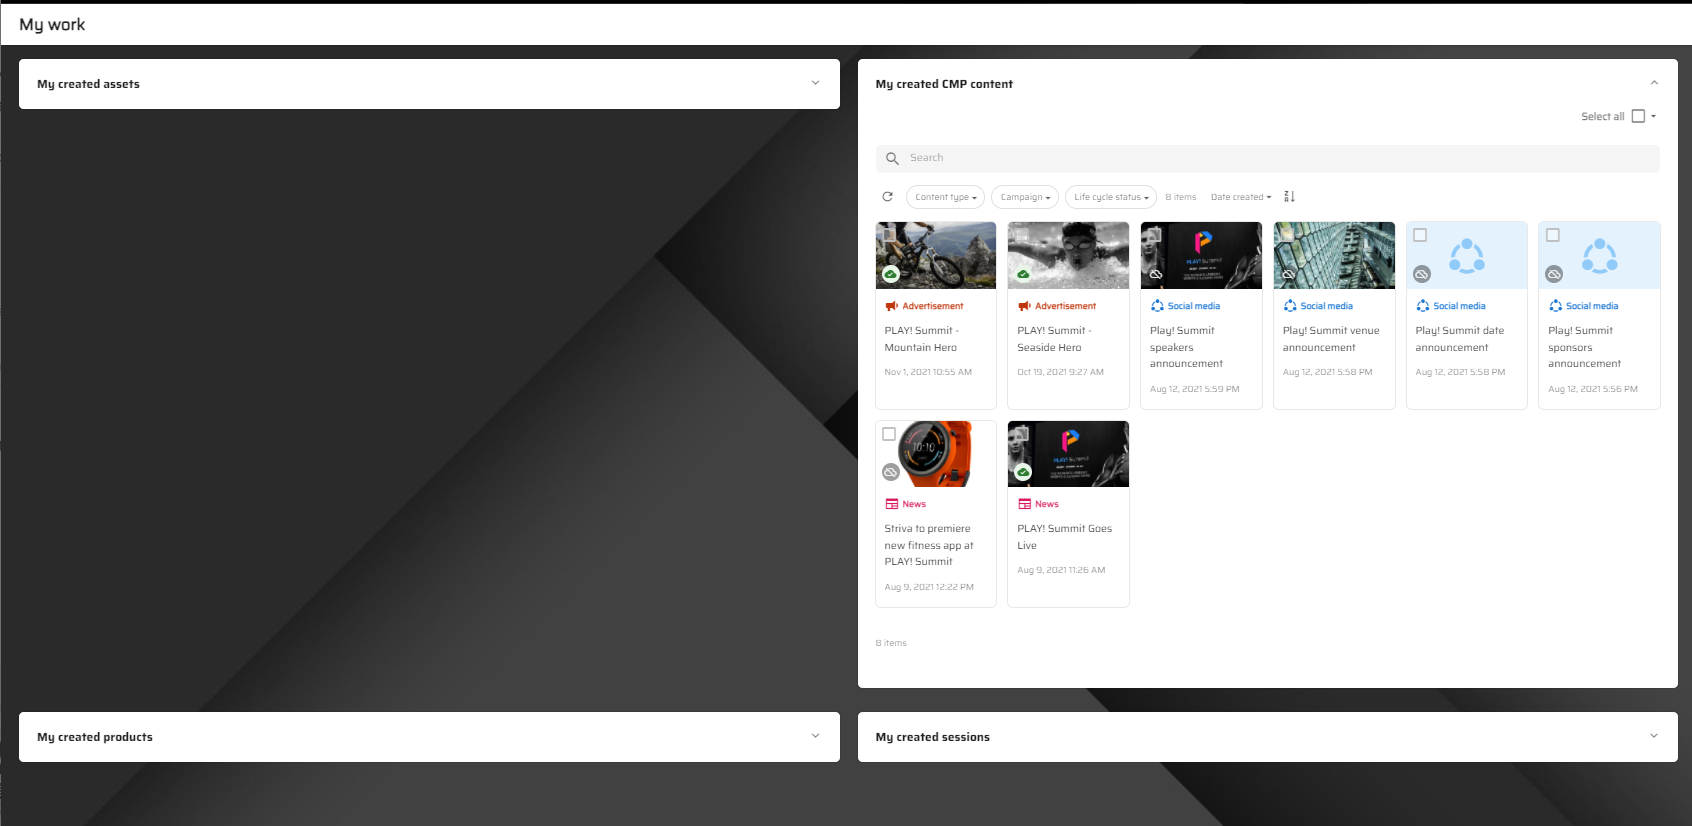 My work
My created assets
My created CMP content
Select all
Search
Content type
Campaign
Life cycle status
8 items
Date created
Advertisement
PLAY! Summit -
Mountain Hero
Nov 1, 2021 10:55 AM
Advertisement
PLAY! Summit -
Seaside Hero
Oct 19, 2021 9:27 AM
PLAY! Summit
Social media
Play! Summit
speakers
announcement
Aug 12, 2021 5:59 PM
Social media
Play! Summit venue
announcement
Aug 12, 2021 5:58 PM
Social media
Play! Summit date
announcement
Aug 12, 2021 5:58 PM
Social media
Play! Summit
sponsors
announcement
Aug 12, 2021 5:56 PM
10:10
News
Striva to premiere
new fitness app at
PLAY! Summit
Aug 9, 2021 12:22 PM
PLAY! Summit
News
PLAY! Summit Goes
Live
Aug 9, 2021 11:26 AM
8 items
My created products
My created sessions